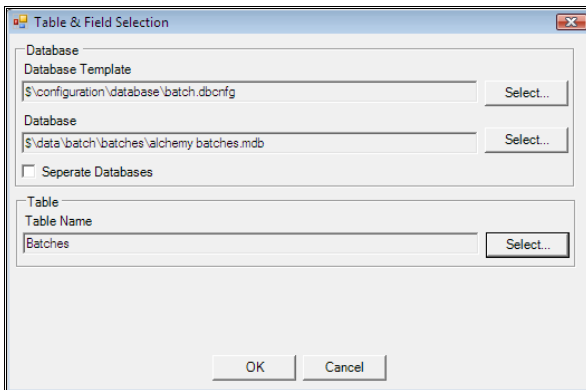 Table & Field Selection
Database
Database Template
$\configuration\database\batch.dbcnfg
Select...
Database
$\data\batch\batches\alchemy batches.mdb
Select...
Seperate Databases
Table
Table Name
Batches
Select...
OK
Cancel